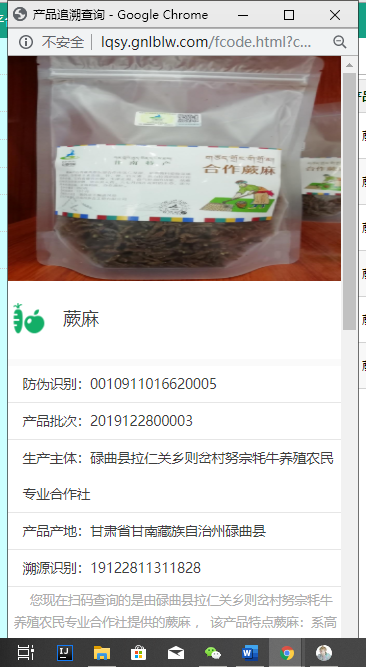 产品追溯查询 - Google Chrome
不安全 | lqsy.gnlblw.com/fcode.html?c...
甘南特产
合作蕨麻
蕨麻
防伪识别：0010911016620005
产品批次：2019122800003
生产主体：碌曲县拉仁关乡则岔村努宗牦牛养殖农民
专业合作社
产品产地：甘肃省甘南藏族自治州碌曲县
溯源识别：19122811311828
您现在扫码查询的是由碌曲县拉仁关乡则岔村努宗牦牛
养殖农民专业合作社提供的蕨麻，该产品特点蕨麻：系高